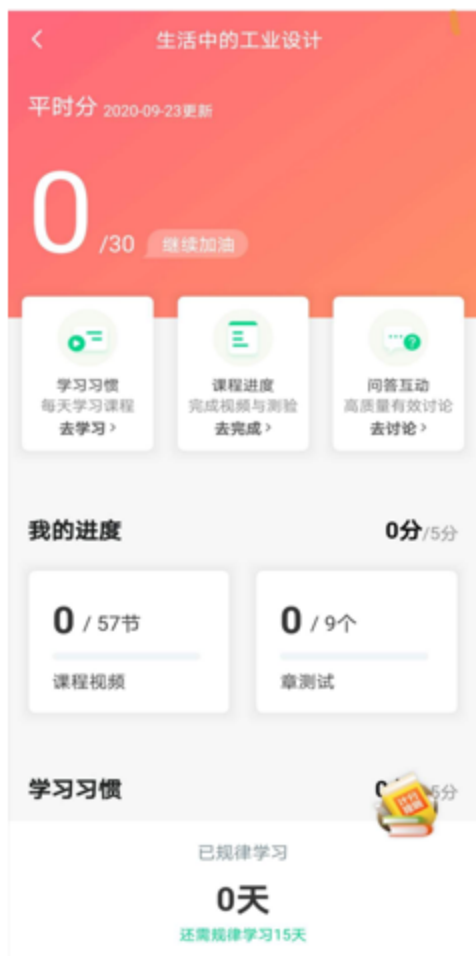 生活中的工业设计
平时分 2020-09-23更新
0 /30 继续加油
学习习惯
每天学习课程
去学习 ›
课程进度
完成视频与测验
去完成 ›
问答互动
高质量有效讨论
去讨论 ›
我的进度 0分/5分
0 / 57节
课程视频
0 / 9个
章测试
学习习惯 0 5分
已规律学习
0天
还需规律学习15天